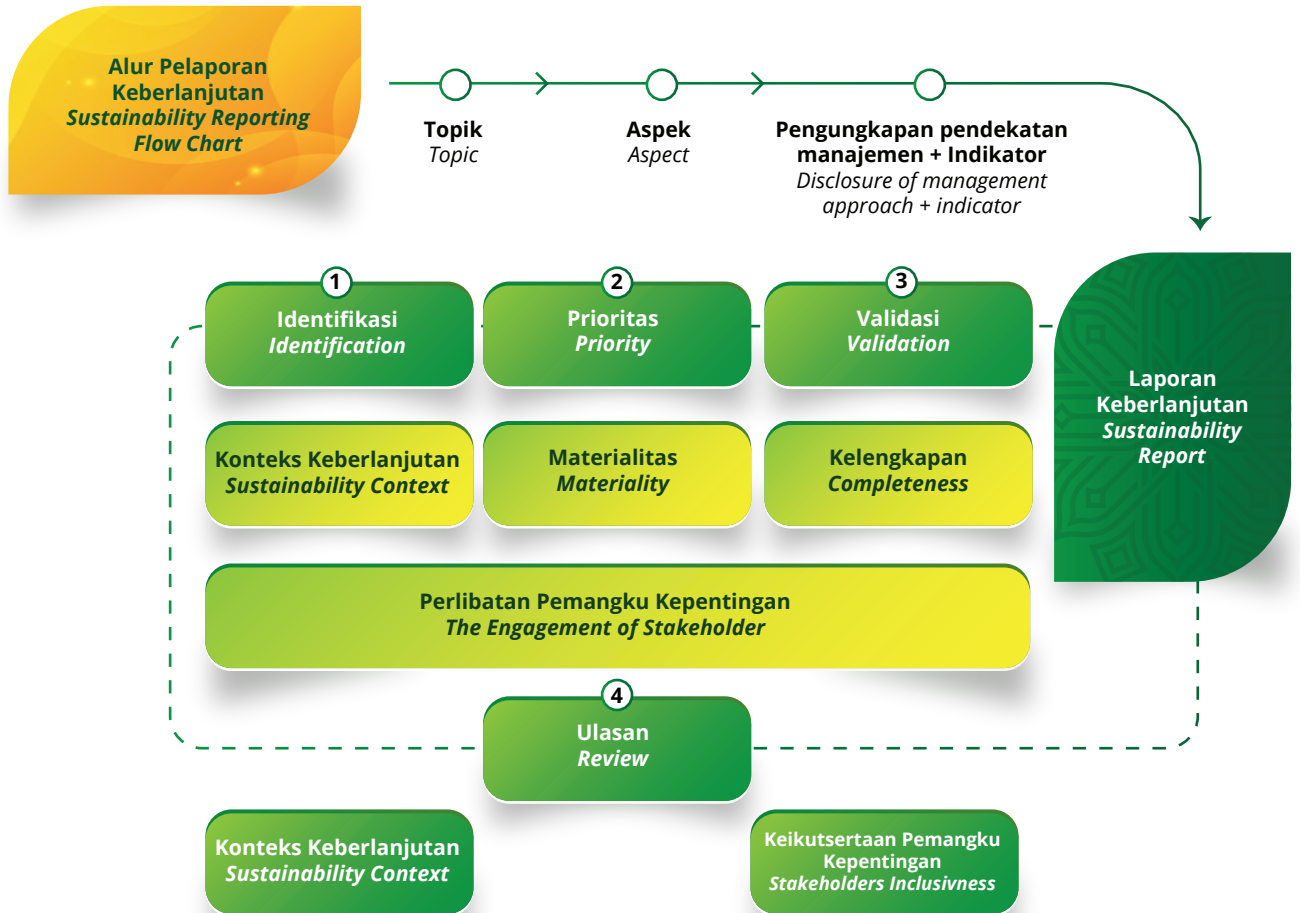 Alur Pelaporan
Keberlanjutan
Sustainability Reporting
Flow Chart
Topik
Topic
Aspek
Aspect
Pengungkapan pendekatan
manajemen + Indikator
Disclosure of management
approach + indicator
1
Identifikasi
Identification
2
Prioritas
Priority
3
Validasi
Validation
Laporan
Keberlanjutan
Sustainability
Report
Konteks Keberlanjutan
Sustainability Context
Materialitas
Materiality
Kelengkapan
Completeness
Perlibatan Pemangku Kepentingan
The Engagement of Stakeholder
4
Ulasan
Review
Konteks Keberlanjutan
Sustainability Context
Keikutsertaan Pemangku
Kepentingan
Stakeholders Inclusivness